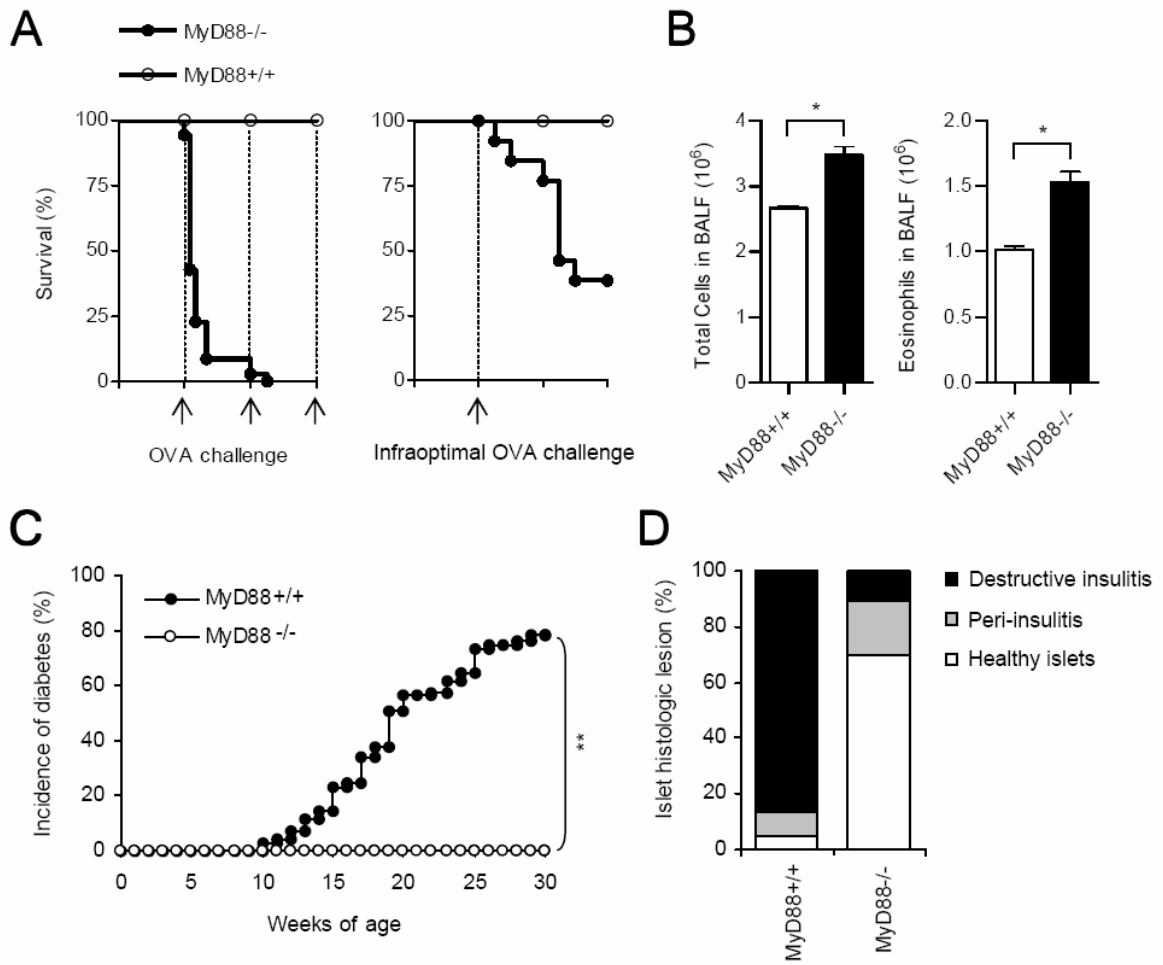 A
MyD88-/-
MyD88+/+
Survival (%)
100
75
50
25
0
OVA challenge
100
75
50
25
0
Infraoptimal OVA challenge
B
Total Cells in BALF (10⁶)
4
3
2
1
0
*
MyD88+/+
MyD88-/-
Eosinophils in BALF (10⁶)
2.0
1.5
1.0
0.5
0.0
*
MyD88+/+
MyD88-/-
C
Incidence of diabetes (%)
100
80
60
40
20
0
MyD88+/+
MyD88 -/-
**
0 5 10 15 20 25 30
Weeks of age
D
Islet histologic lesion (%)
100
80
60
40
20
0
MyD88+/+
MyD88-/-
Destructive insulitis
Peri-insulitis
Healthy islets